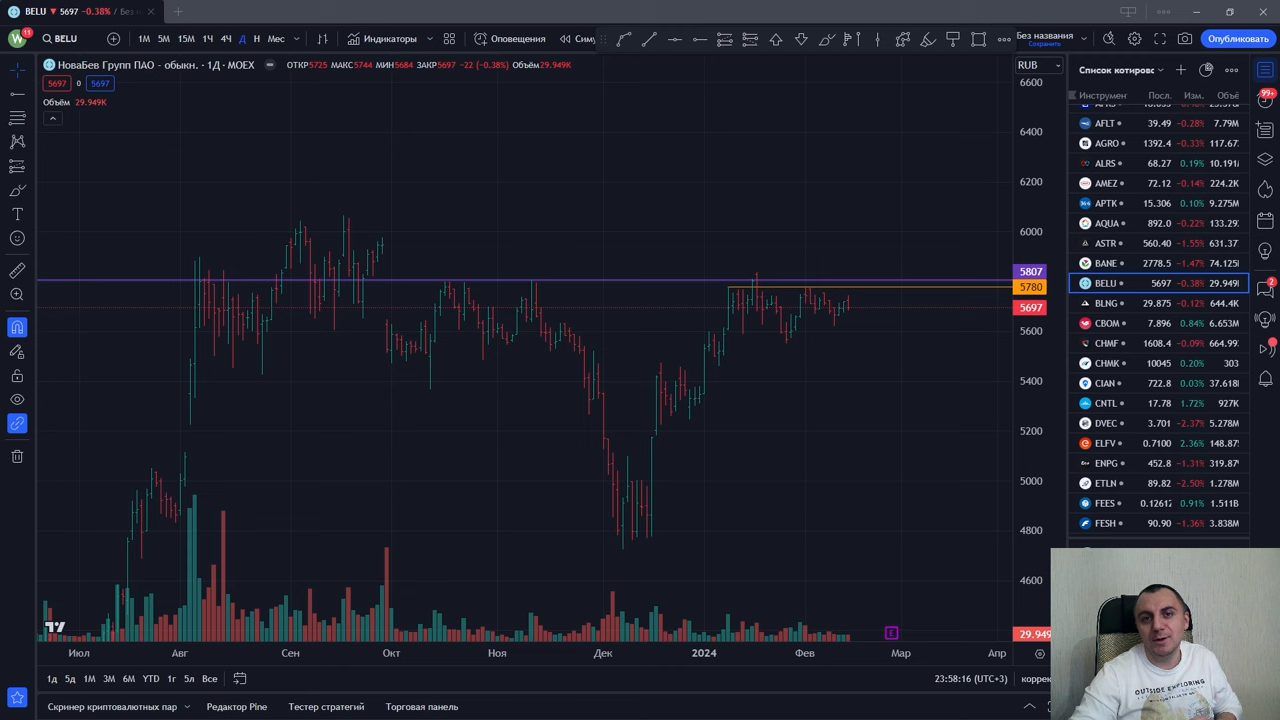 BELU ▼ 5697 −0.38% / Без н
W 11 BELU 1М 5М 15М 1Ч 4Ч Д Н Мес Индикаторы Оповещения Симу Без названия Сохранить Опубликовать
НоваБев Групп ПАО - обыкн. · 1Д · MOEX ОТКР5725 МАКС5744 МИН5684 ЗАКР5697 −22 (−0.38%) Объём29.949K RUB
5697 0 5697
Объём 29.949K
6600
6400
6200
6000
5807
5780
5697
5600
5400
5200
5000
4800
4600
29.949
E
Июл Авг Сен Окт Ноя Дек 2024 Фев Мар Апр
1д 5д 1М 3М 6М YTD 1г 5л Все 23:58:16 (UTC+3) коррек
Скринер криптовалютных пар Редактор Pine Тестер стратегий Торговая панель
Список котирово
Инструмен Посл. Изм. Объё
AFLT 39.49 −0.28% 7.79M
AGRO 1392.4 −0.33% 117.67
ALRS 68.27 0.19% 10.191
AMEZ 72.12 −0.14% 224.2K
APTK 15.306 0.10% 9.275M
AQUA 892.0 −0.22% 133.29
ASTR 560.40 −1.55% 631.37
BANE 2778.5 −1.47% 74.125
BELU 5697 −0.38% 29.949
BLNG 29.875 −0.12% 644.4K
CBOM 7.896 0.84% 6.653M
CHMF 1608.4 −0.09% 664.99
CHMK 10045 0.20% 303
CIAN 722.8 0.03% 37.618
CNTL 17.78 1.72% 927K
DVEC 3.701 −2.37% 5.278M
ELFV 0.7100 2.36% 148.87
ENPG 452.8 −1.31% 319.87
ETLN 89.82 −2.50% 1.278M
FEES 0.1261 0.91% 1.511B
FESH 90.90 −1.36% 3.838M
99+
2
OUTSIDE EXPLORING